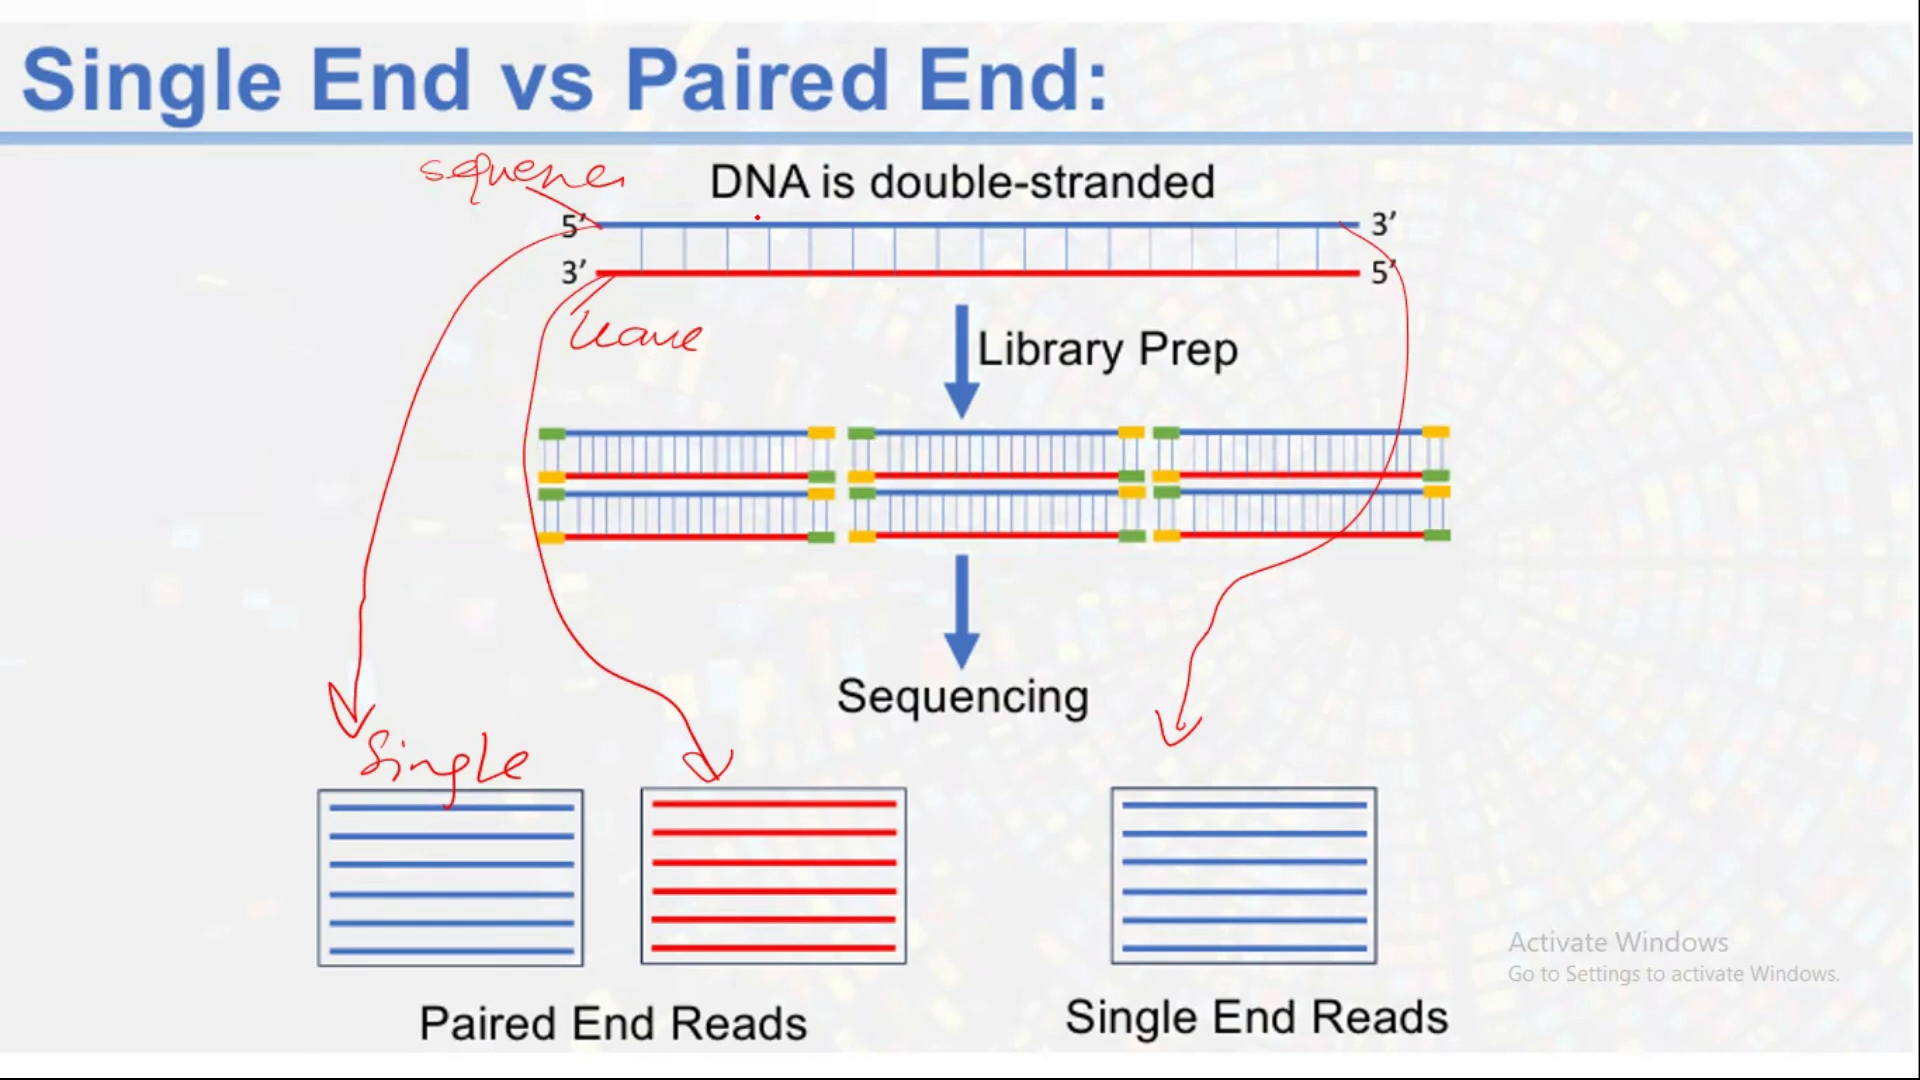 Single End vs Paired End:
DNA is double-stranded
5’ 3’
3’ 5’
leave
Library Prep
Sequencing
Single
Paired End Reads
Single End Reads
Activate Windows
Go to Settings to activate Windows.